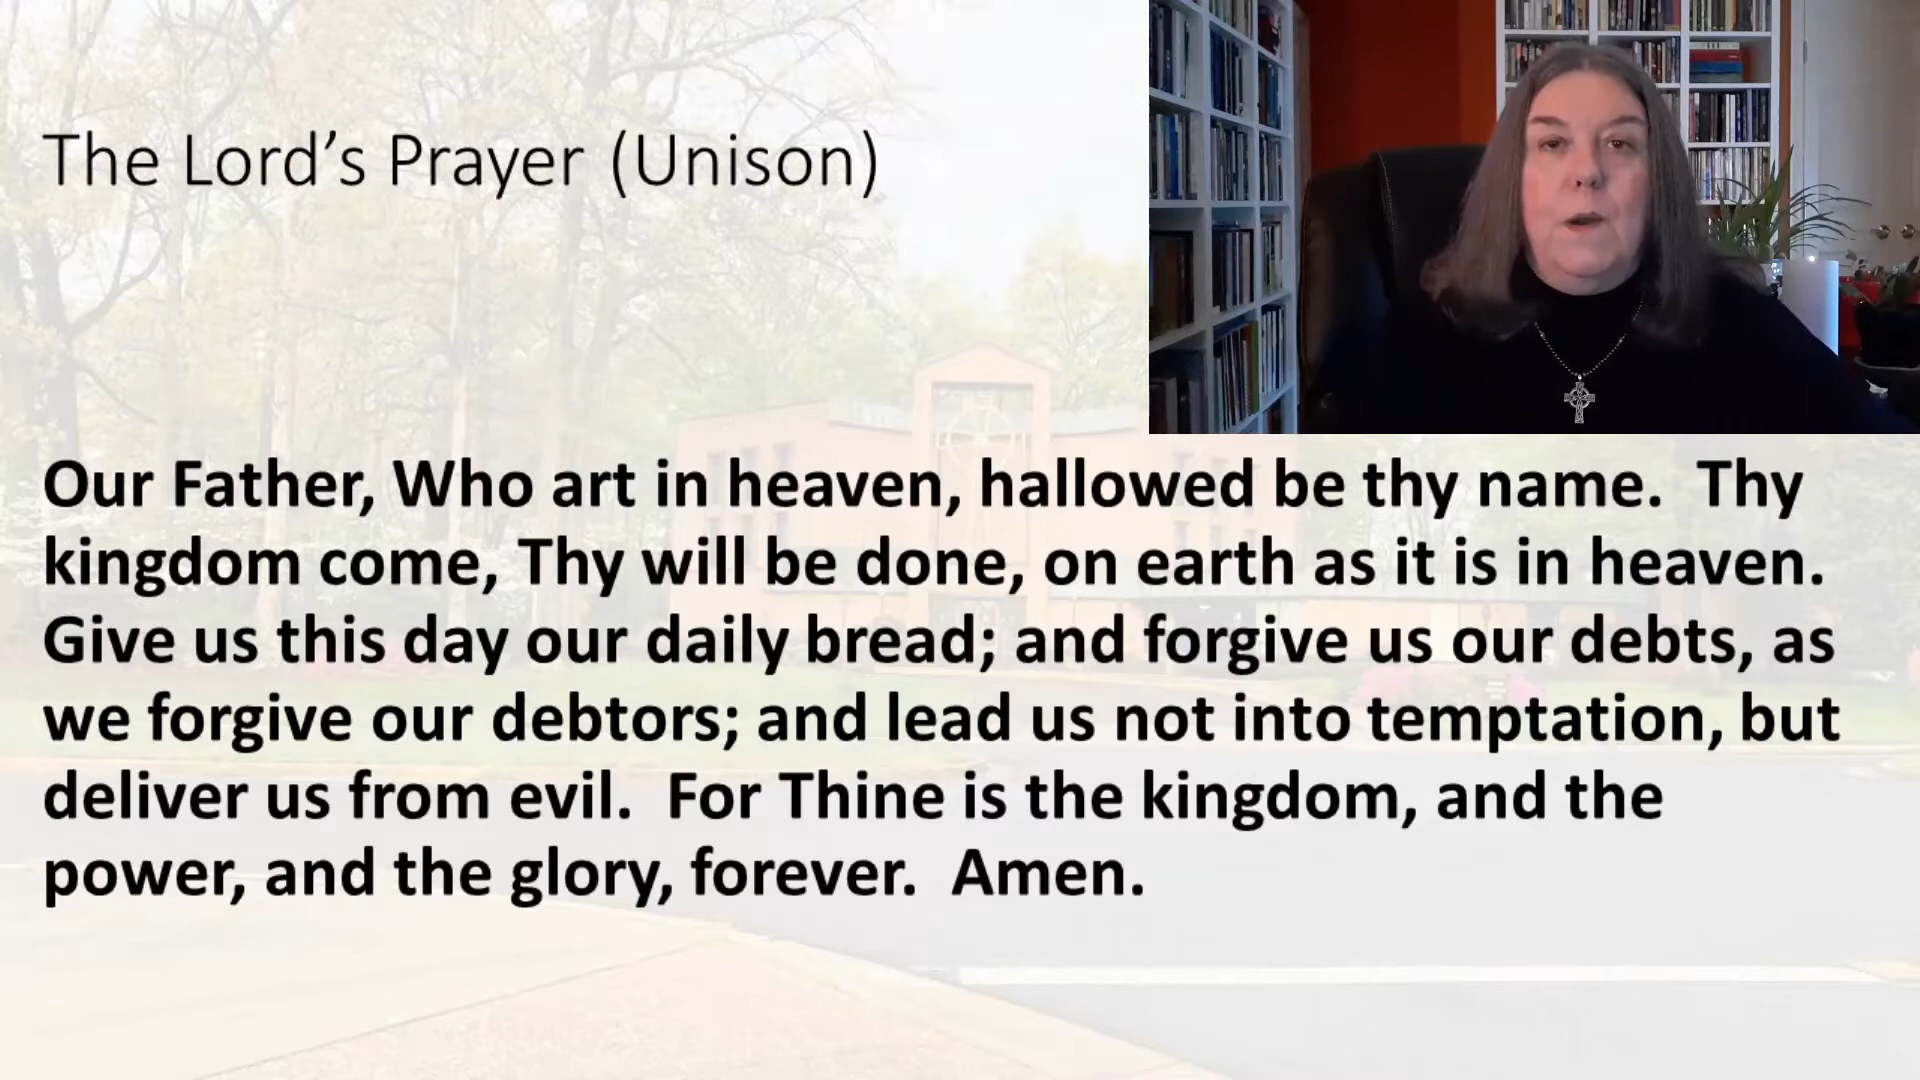 The Lord’s Prayer (Unison)
Our Father, Who art in heaven, hallowed be thy name.  Thy
kingdom come, Thy will be done, on earth as it is in heaven.
Give us this day our daily bread; and forgive us our debts, as
we forgive our debtors; and lead us not into temptation, but
deliver us from evil.  For Thine is the kingdom, and the
power, and the glory, forever.  Amen.